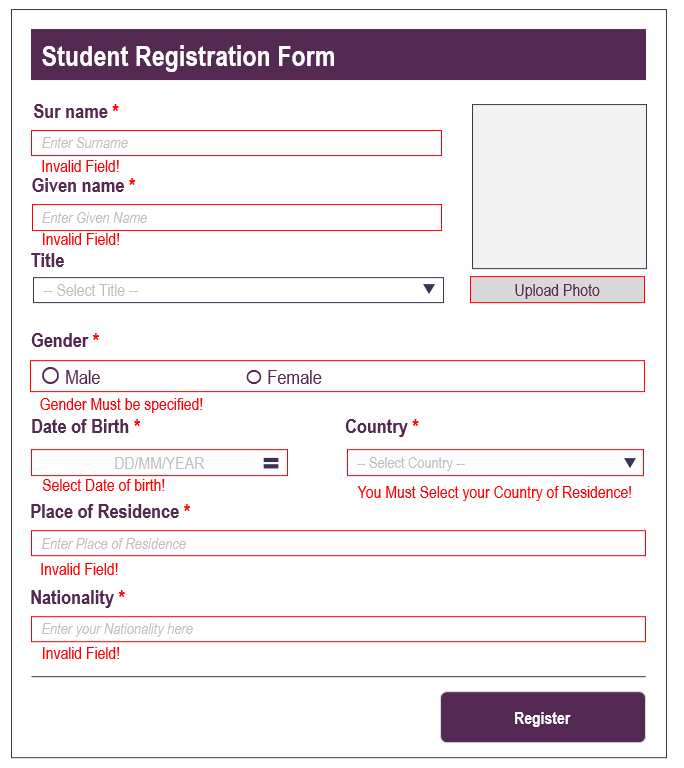 Student Registration Form
Sur name *
Enter Surname
Invalid Field!
Given name *
Enter Given Name
Invalid Field!
Title
-- Select Title --
Upload Photo
Gender *
Male Female
Gender Must be specified!
Date of Birth * Country *
DD/MM/YEAR -- Select Country --
Select Date of birth! You Must Select your Country of Residence!
Place of Residence *
Enter Place of Residence
Invalid Field!
Nationality *
Enter your Nationality here
Invalid Field!
Register